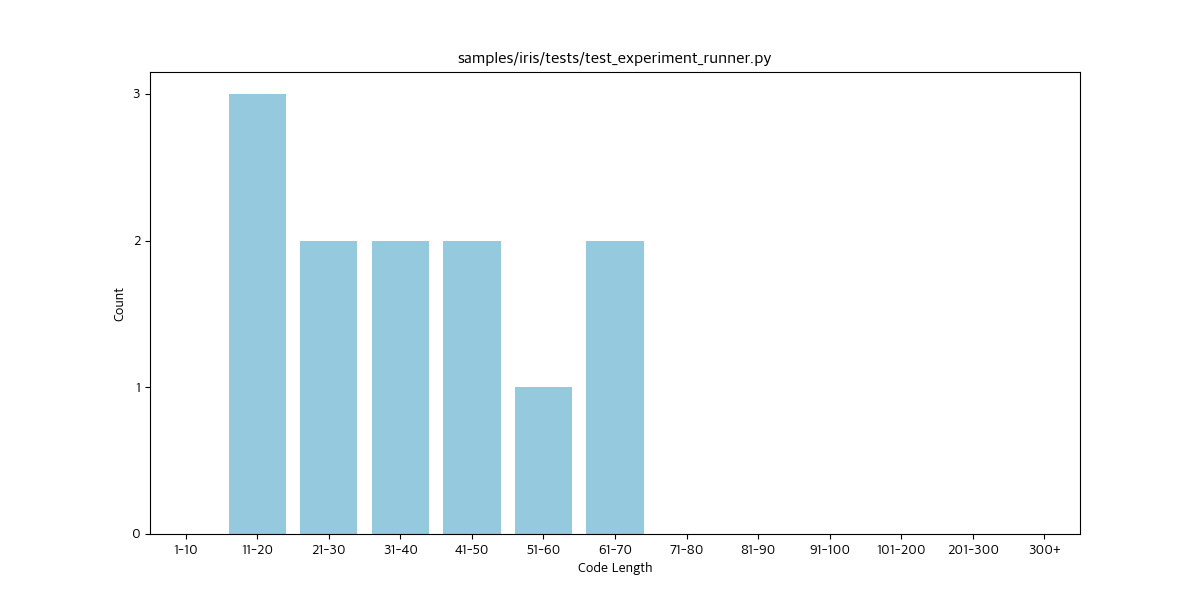 samples/iris/tests/test_experiment_runner.py
3
2
1
0
Count
1-10 11-20 21-30 31-40 41-50 51-60 61-70 71-80 81-90 91-100 101-200 201-300 300+
Code Length